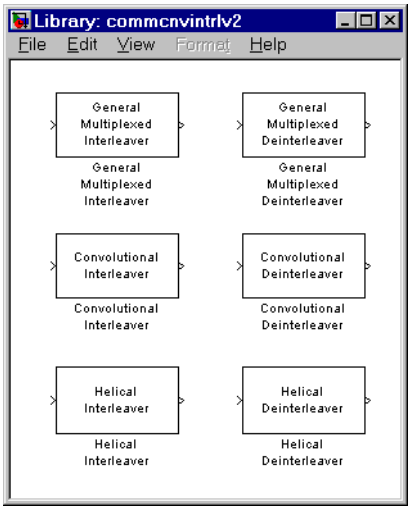 Library: commcnvintrlv2
File Edit View Format Help
General
Multiplexed
Interleaver
General
Multiplexed
Interleaver
General
Multiplexed
Deinterleaver
General
Multiplexed
Deinterleaver
Convolutional
Interleaver
Convolutional
Interleaver
Convolutional
Deinterleaver
Convolutional
Deinterleaver
Helical
Interleaver
Helical
Interleaver
Helical
Deinterleaver
Helical
Deinterleaver